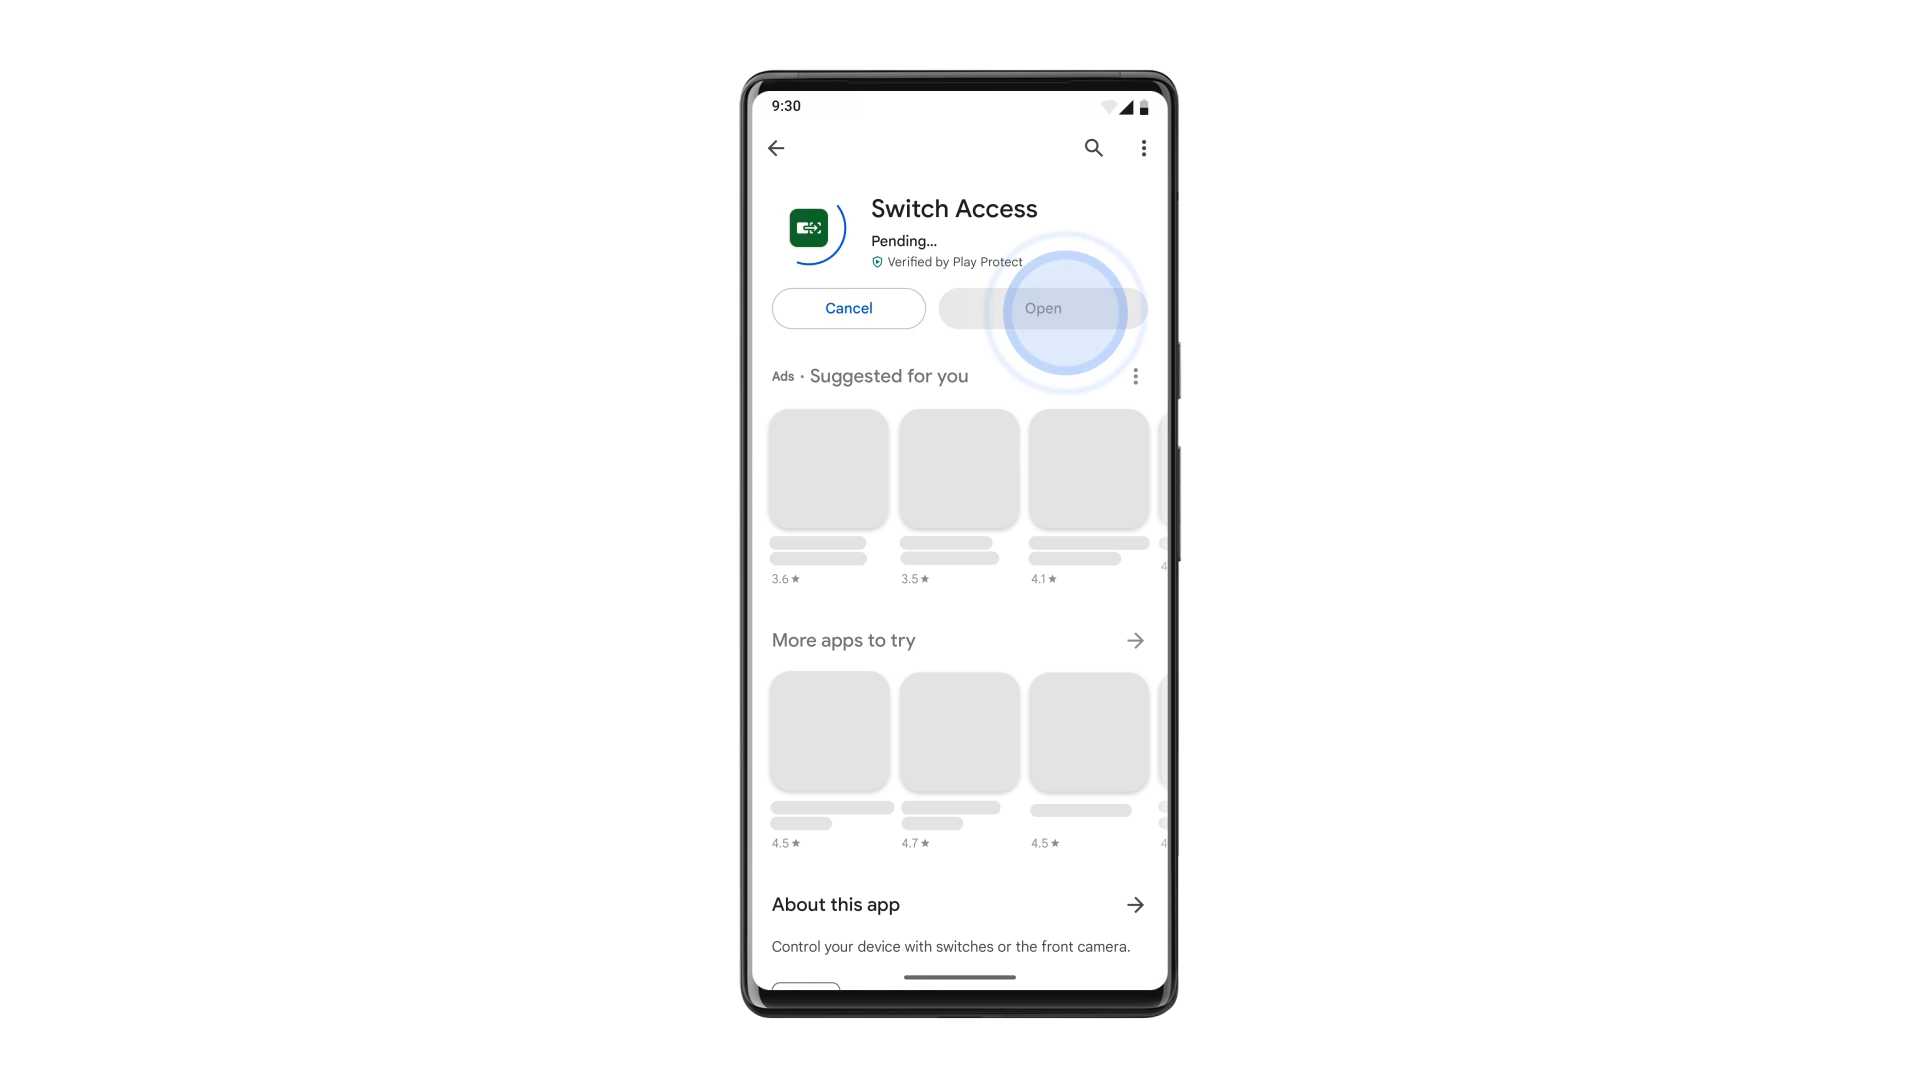 9:30
Switch Access
Pending...
Verified by Play Protect
Cancel
Open
Ads • Suggested for you
3.6★
3.5★
4.1★
4
More apps to try
4.5★
4.7★
4.5★
4
About this app
Control your device with switches or the front camera.